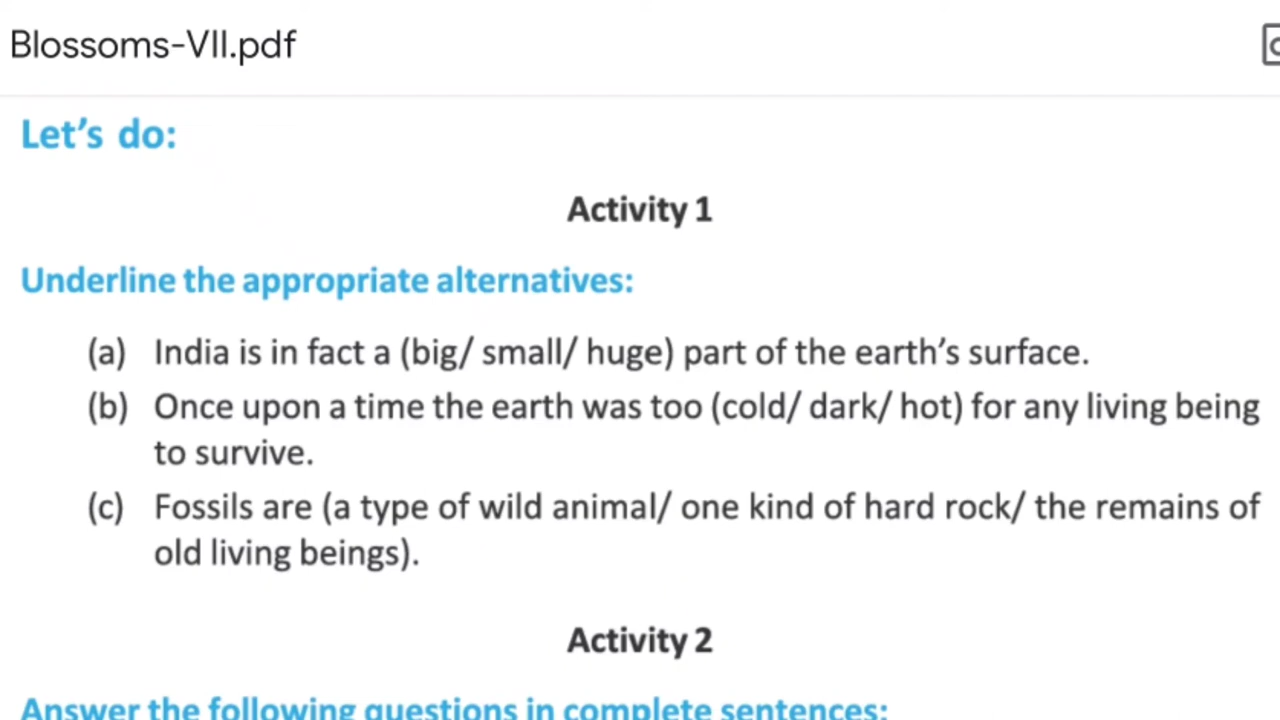 Blossoms-VII.pdf
Let's do:
Activity 1
Underline the appropriate alternatives:
(a) India is in fact a (big/ small/ huge) part of the earth's surface.
(b) Once upon a time the earth was too (cold/ dark/ hot) for any living being
to survive.
(c) Fossils are (a type of wild animal/ one kind of hard rock/ the remains of
old living beings).
Activity 2
Answer the following questions in complete sentences: